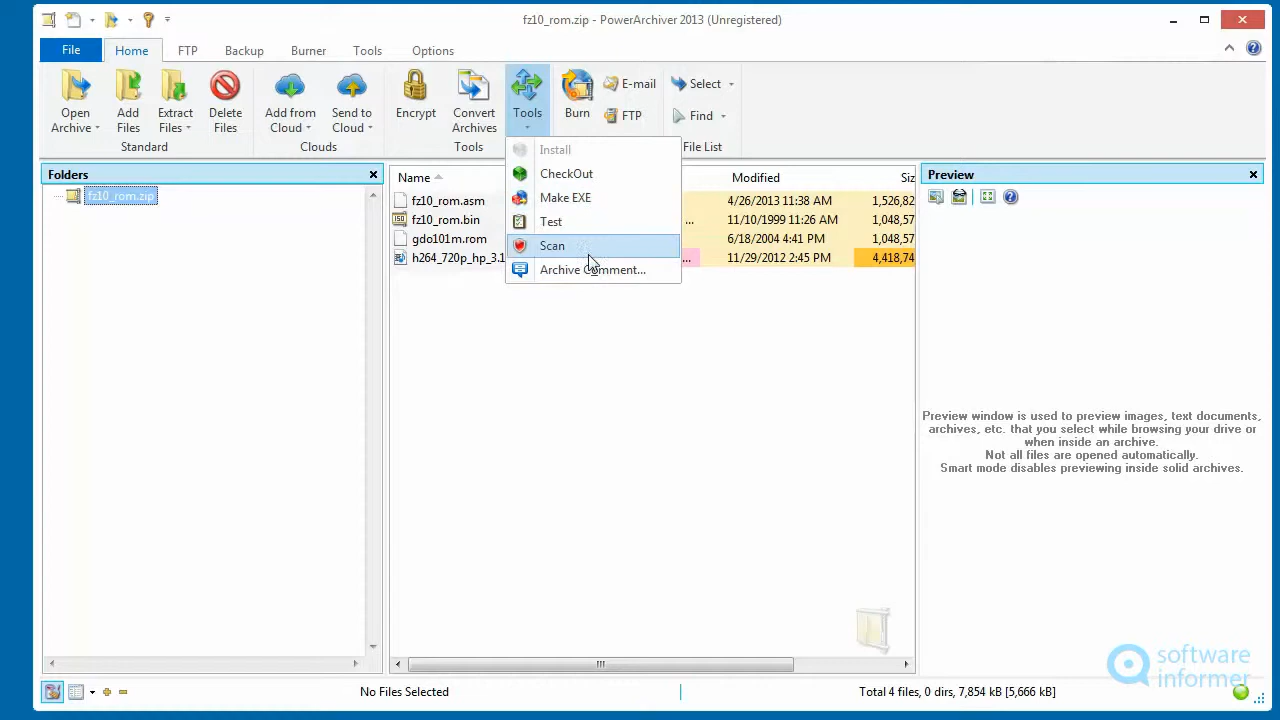 fz10_rom.zip - PowerArchiver 2013 (Unregistered)
File Home FTP Backup Burner Tools Options
Open Archive
Add Files
Extract Files
Delete Files
Standard
Add from Cloud
Send to Cloud
Clouds
Encrypt
Convert Archives
Tools
Tools
Burn
E-mail
FTP
Select
Find
File List
Install
CheckOut
Make EXE
Test
Scan
Archive Comment...
Folders
fz10_rom.zip
Name Modified Siz
fz10_rom.asm 4/26/2013 11:38 AM 1,526,82
fz10_rom.bin ... 11/10/1999 11:26 AM 1,048,57
gdo101m.rom 6/18/2004 4:41 PM 1,048,57
h264_720p_hp_3.1 ... 11/29/2012 2:45 PM 4,418,74
Preview
Preview window is used to preview images, text documents,
archives, etc. that you select while browsing your drive or
when inside an archive.
Not all files are opened automatically.
Smart mode disables previewing inside solid archives.
No Files Selected
Total 4 files, 0 dirs, 7,854 kB [5,666 kB]
software
informer